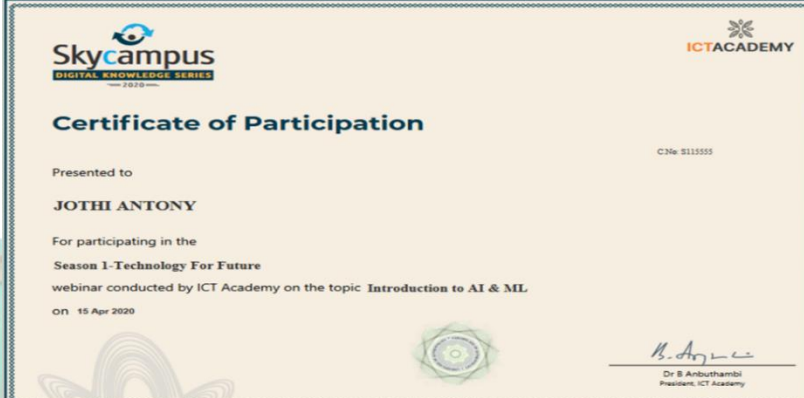 Skycampus
DIGITAL KNOWLEDGE SERIES
2020
ICTACADEMY
Certificate of Participation
C.No: S115555
Presented to
JOTHI ANTONY
For participating in the
Season 1-Technology For Future
webinar conducted by ICT Academy on the topic Introduction to AI & ML
on 15 Apr 2020
Dr B Anbuthambi
President, ICT Academy